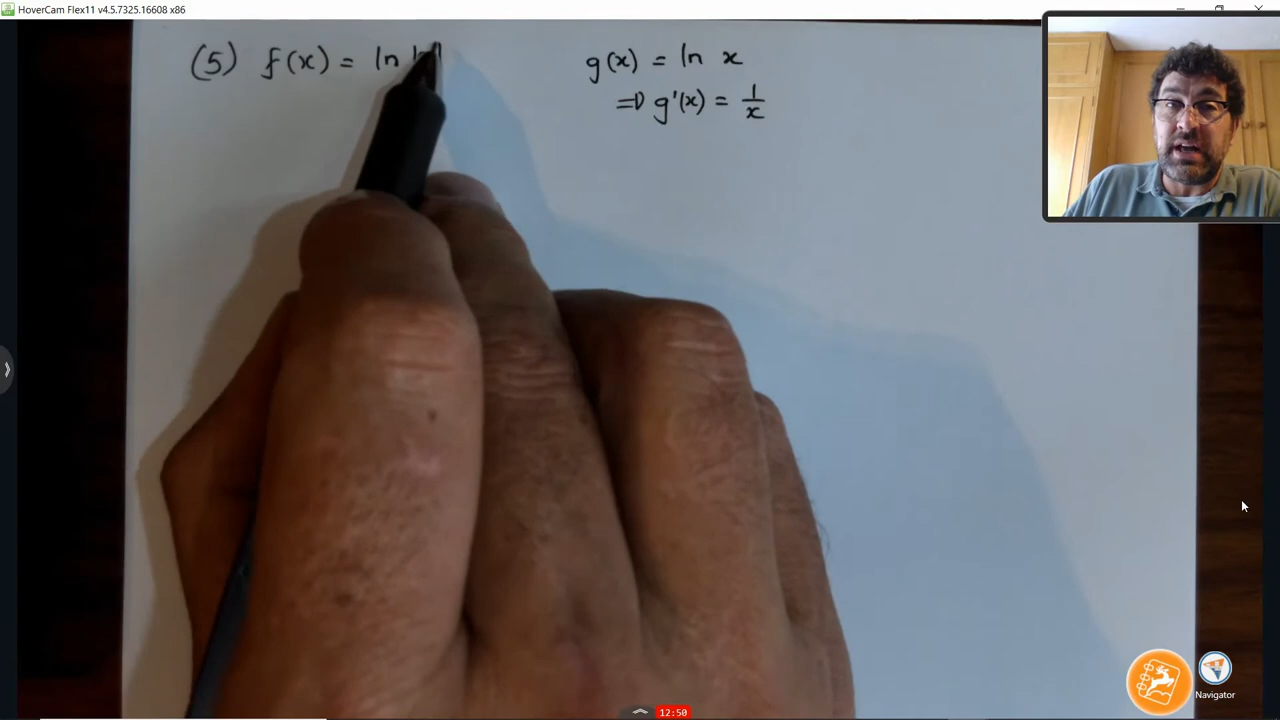 HoverCam Flex11 v4.5.7325.16608 x86
(5) f(x) = ln
g(x) = ln x
⇒ g'(x) = 1/x
Navigator
12:50